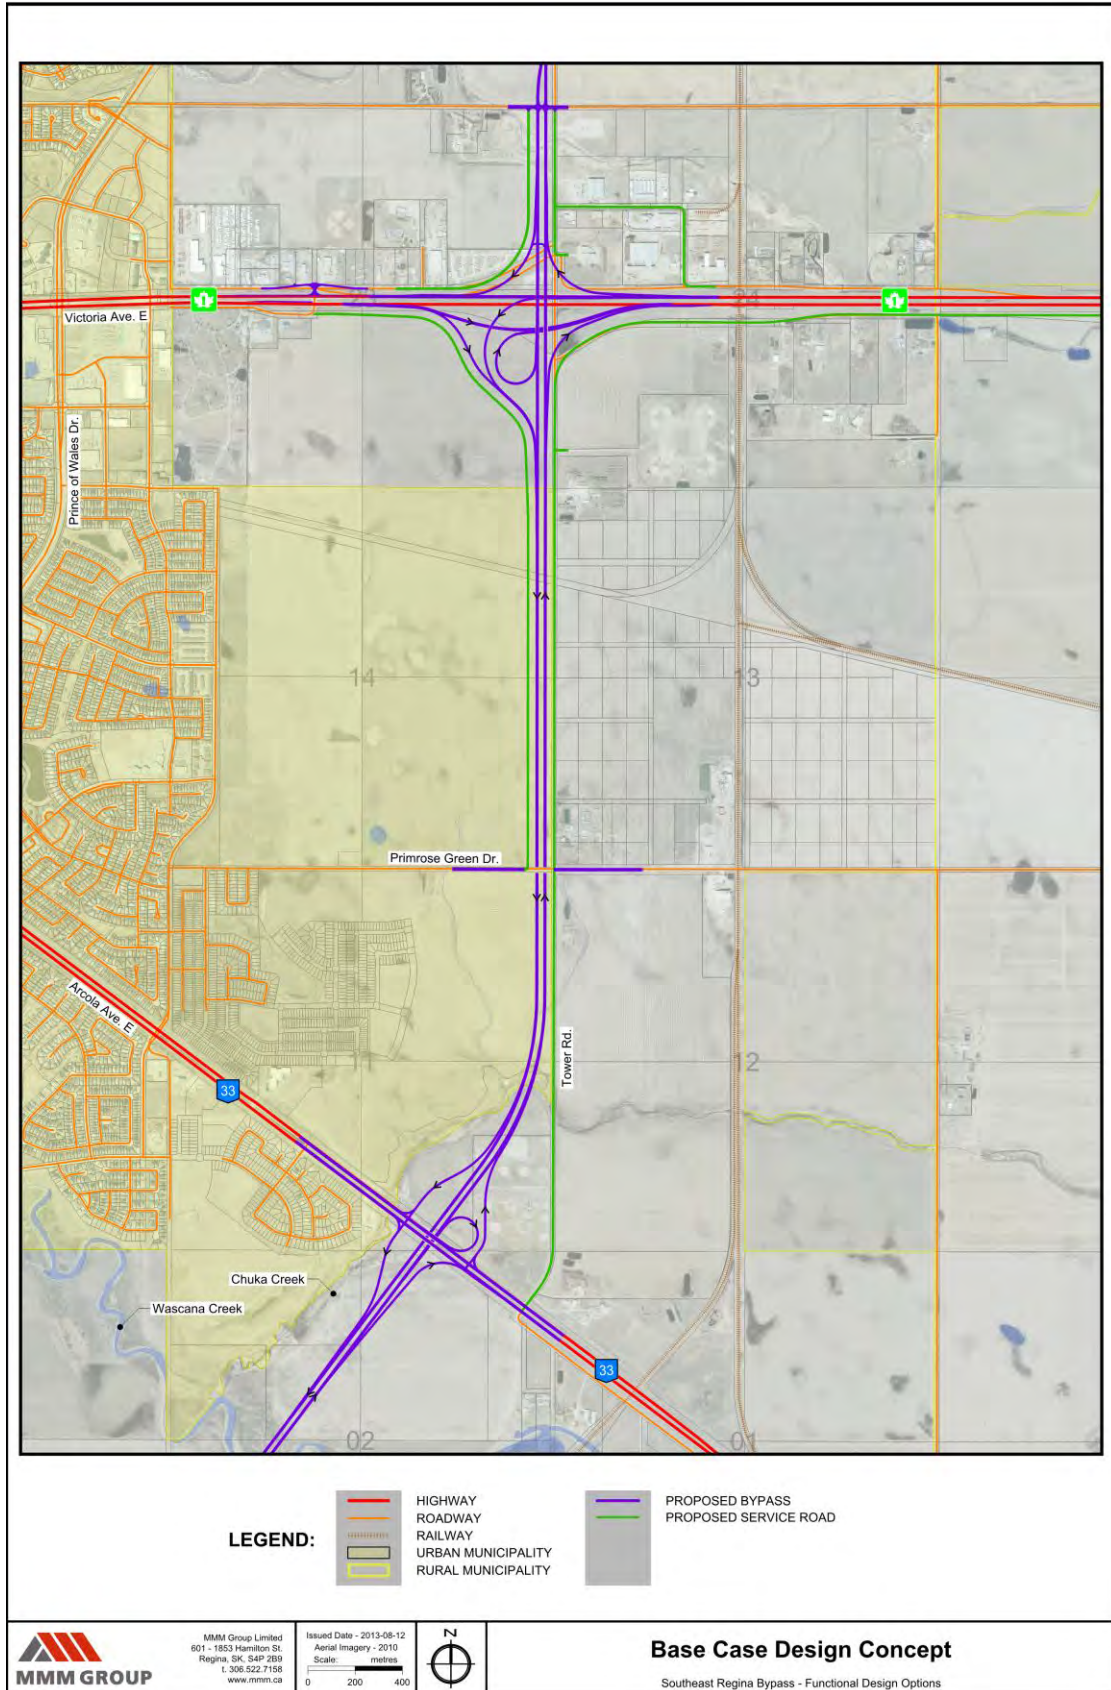 1
1
24
Victoria Ave. E
Prince of Wales Dr.
14
13
Primrose Green Dr.
Arcola Ave. E
33
Tower Rd.
12
Chuka Creek
Wascana Creek
33
02
01
LEGEND:
HIGHWAY
ROADWAY
RAILWAY
URBAN MUNICIPALITY
RURAL MUNICIPALITY
PROPOSED BYPASS
PROPOSED SERVICE ROAD
MMM GROUP
MMM Group Limited
601 - 1853 Hamilton St.
Regina, SK, S4P 2B9
t. 306.522.7158
www.mmm.ca
Issued Date - 2013-08-12
Aerial Imagery - 2010
Scale: metres
0 200 400
N
Base Case Design Concept
Southeast Regina Bypass - Functional Design Options